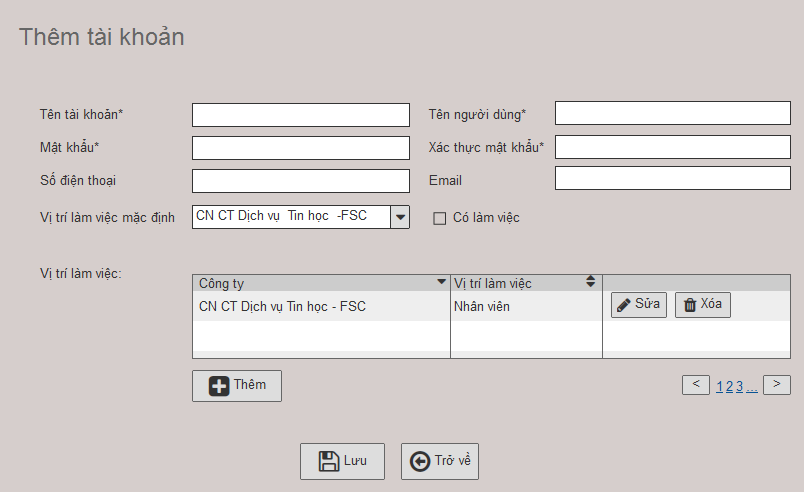 Thêm tài khoản
Tên tài khoản* Tên người dùng*
Mật khẩu* Xác thực mật khẩu*
Số điện thoại Email
Vị trí làm việc mặc định CN CT Dịch vụ Tin học -FSC Có làm việc
Vị trí làm việc:
Công ty Vị trí làm việc
CN CT Dịch vụ Tin học - FSC Nhân viên Sữa Xóa
Thêm < 1 2 3 ... >
Lưu Trở về